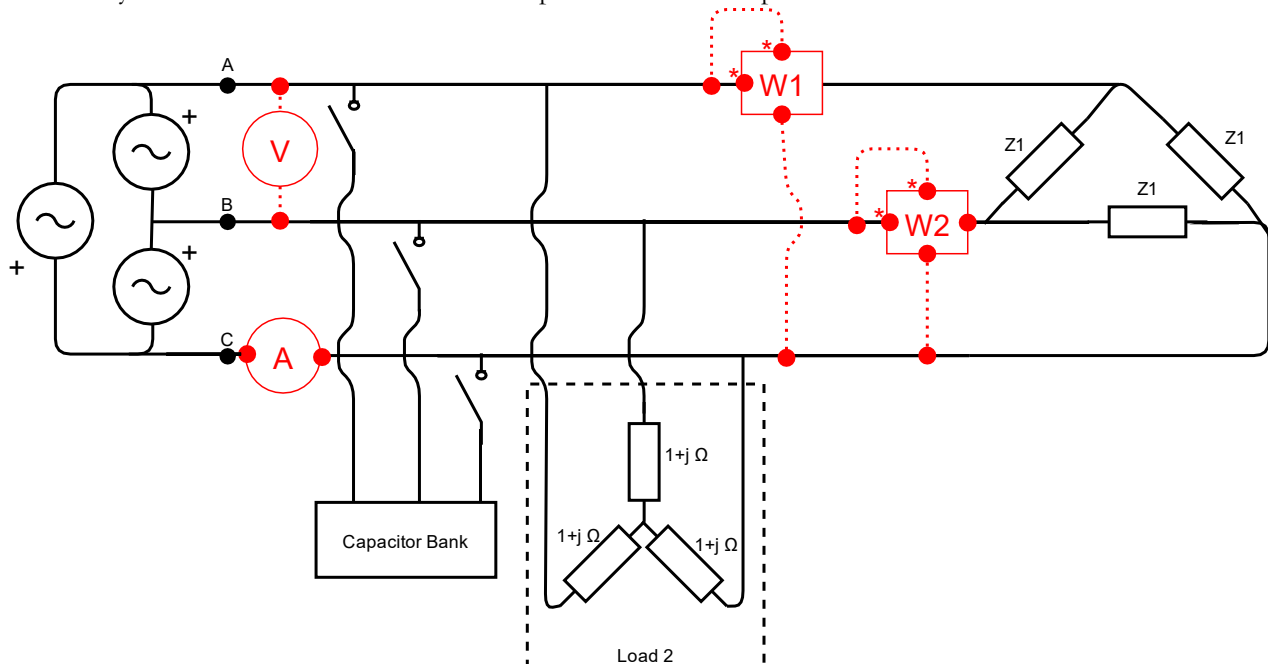 A
+
*
*
W1
V
Z1
Z1
B
+
*
*
Z1
W2
+
C
A
1+j Ω
Capacitor Bank
1+j Ω
1+j Ω
Load 2